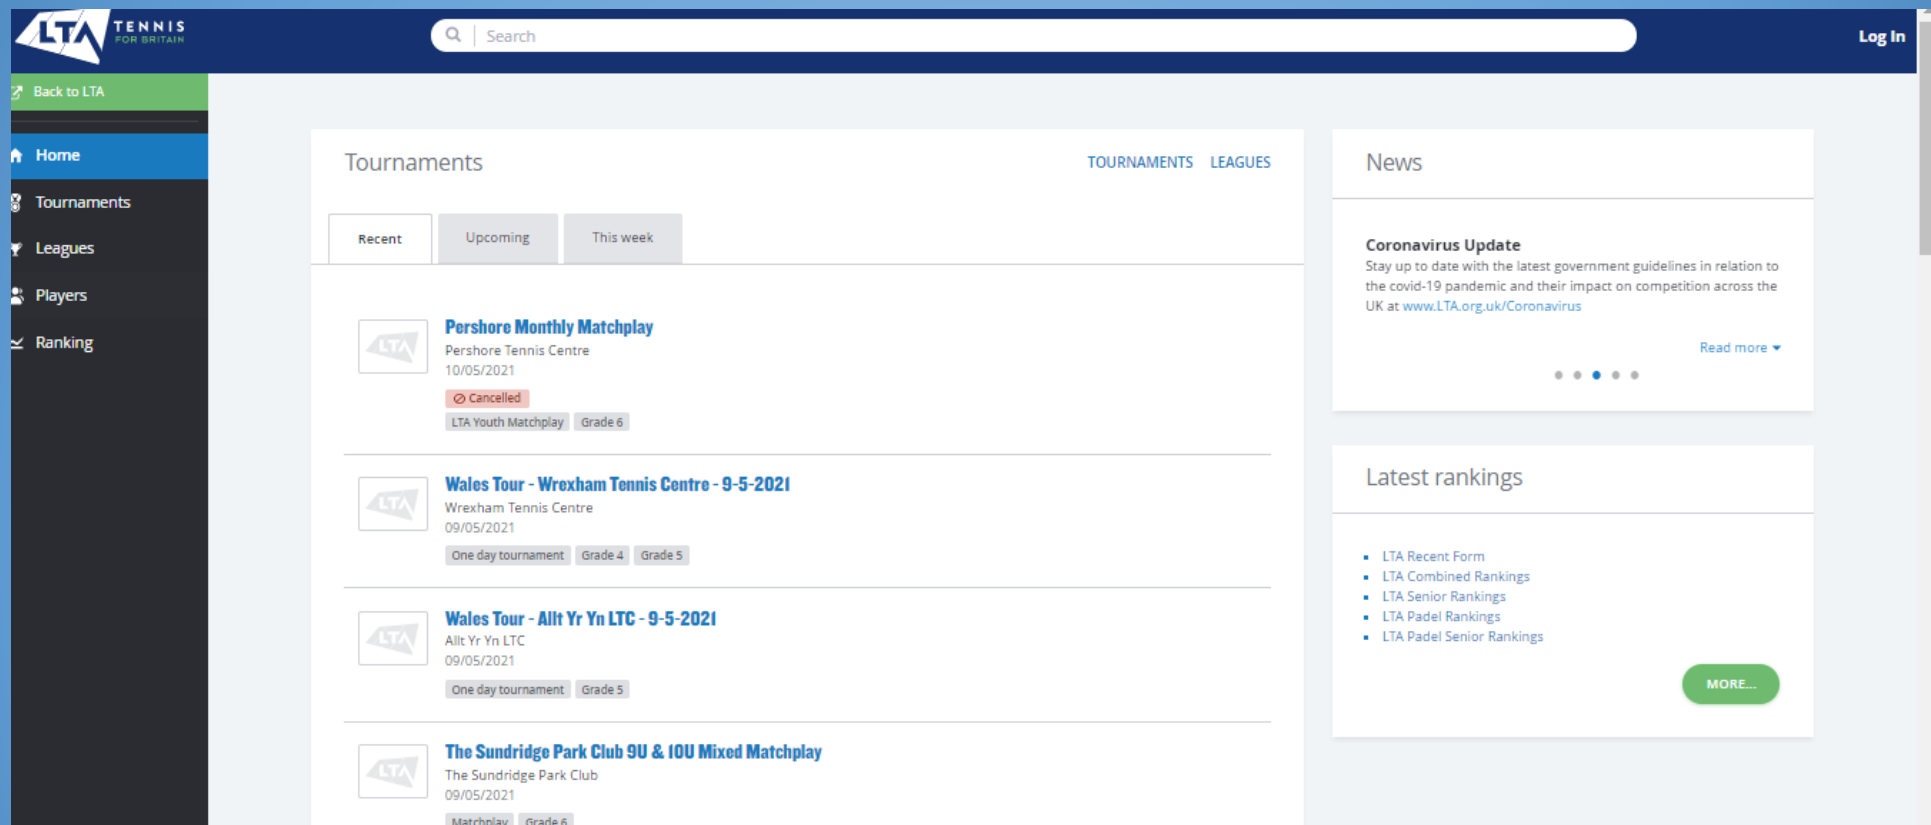 LTA TENNIS
FOR BRITAIN
Search
Log In
Back to LTA
Home
Tournaments
Leagues
Players
Ranking
Tournaments
TOURNAMENTS LEAGUES
Recent Upcoming This week
LTA
Pershore Monthly Matchplay
Pershore Tennis Centre
10/05/2021
Cancelled
LTA Youth Matchplay Grade 6
LTA
Wales Tour - Wrexham Tennis Centre - 9-5-2021
Wrexham Tennis Centre
09/05/2021
One day tournament Grade 4 Grade 5
LTA
Wales Tour - Allt Yr Yn LTC - 9-5-2021
Allt Yr Yn LTC
09/05/2021
One day tournament Grade 5
LTA
The Sundridge Park Club 9U & 10U Mixed Matchplay
The Sundridge Park Club
09/05/2021
Matchplay Grade 6
News
Coronavirus Update
Stay up to date with the latest government guidelines in relation to
the covid-19 pandemic and their impact on competition across the
UK at www.LTA.org.uk/Coronavirus
Read more
Latest rankings
LTA Recent Form
LTA Combined Rankings
LTA Senior Rankings
LTA Padel Rankings
LTA Padel Senior Rankings
MORE...